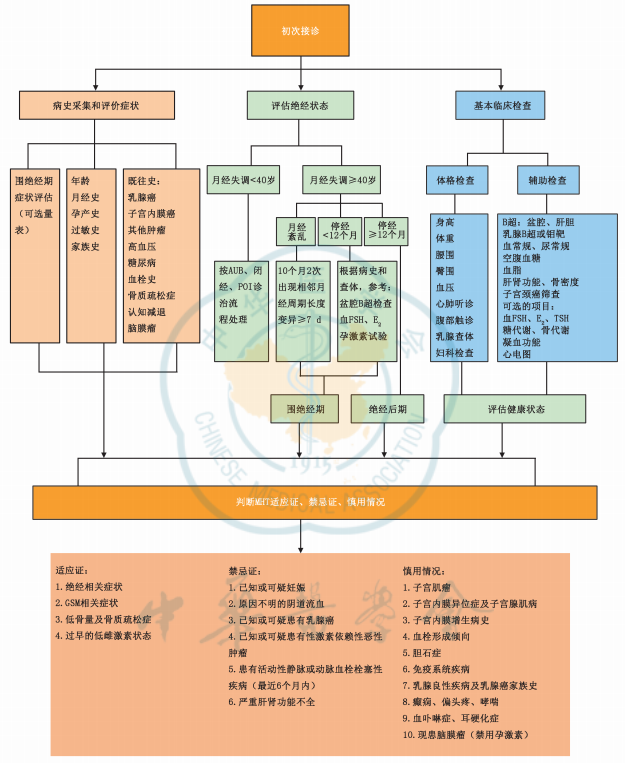 初次接诊
病史采集和评价症状
评估绝经状态
基本临床检查
围绝经期
症状评估
(可选量
表)
年龄
月经史
孕产史
过敏史
家族史
既往史:
乳腺癌
子宫内膜癌
其他肿瘤
高血压
糖尿病
血栓史
骨质疏松症
认知减退
脑膜瘤
月经失调<40岁
月经失调≥40岁
月经
紊乱
停经
<12个月
停经
≥12个月
按AUB、闭
经、POI诊
治流
程处理
10个月2次
出现相邻月
经周期长度
变异≥7 d
根据病史和
查体,参考:
盆腔B超检查
血FSH、E2
孕激素试验
围绝经期
绝经后期
体格检查
辅助检查
身高
体重
腰围
臀围
血压
心肺听诊
腹部触诊
乳腺查体
妇科检查
B超:盆腔、肝胆
乳腺B超或钼靶
血常规、尿常规
空腹血糖
血脂
肝肾功能、骨密度
子宫颈癌筛查
可选的项目:
血FSH、E2、TSH
糖代谢、骨代谢
凝血功能
心电图
评估健康状态
判断MHT适应证、禁忌证、慎用情况
适应证:
1.绝经相关症状
2.GSM相关症状
3.低骨量及骨质疏松症
4.过早的低雌激素状态
禁忌证:
1.已知或可疑妊娠
2.原因不明的阴道流血
3.已知或可疑患有乳腺癌
4.已知或可疑患有性激素依赖性恶性
肿瘤
5.患有活动性静脉或动脉血栓栓塞性
疾病(最近6个月内)
6.严重肝肾功能不全
慎用情况:
1.子宫肌瘤
2.子宫内膜异位症及子宫腺肌病
3.子宫内膜增生病史
4.血栓形成倾向
5.胆石症
6.免疫系统疾病
7.乳腺良性疾病及乳腺癌家族史
8.癫痫、偏头疼、哮喘
9.血卟啉症、耳硬化症
10.现患脑膜瘤(禁用孕激素)
中华医学会
CHINESE MEDICAL ASSOCIATION
1915
中华医学会